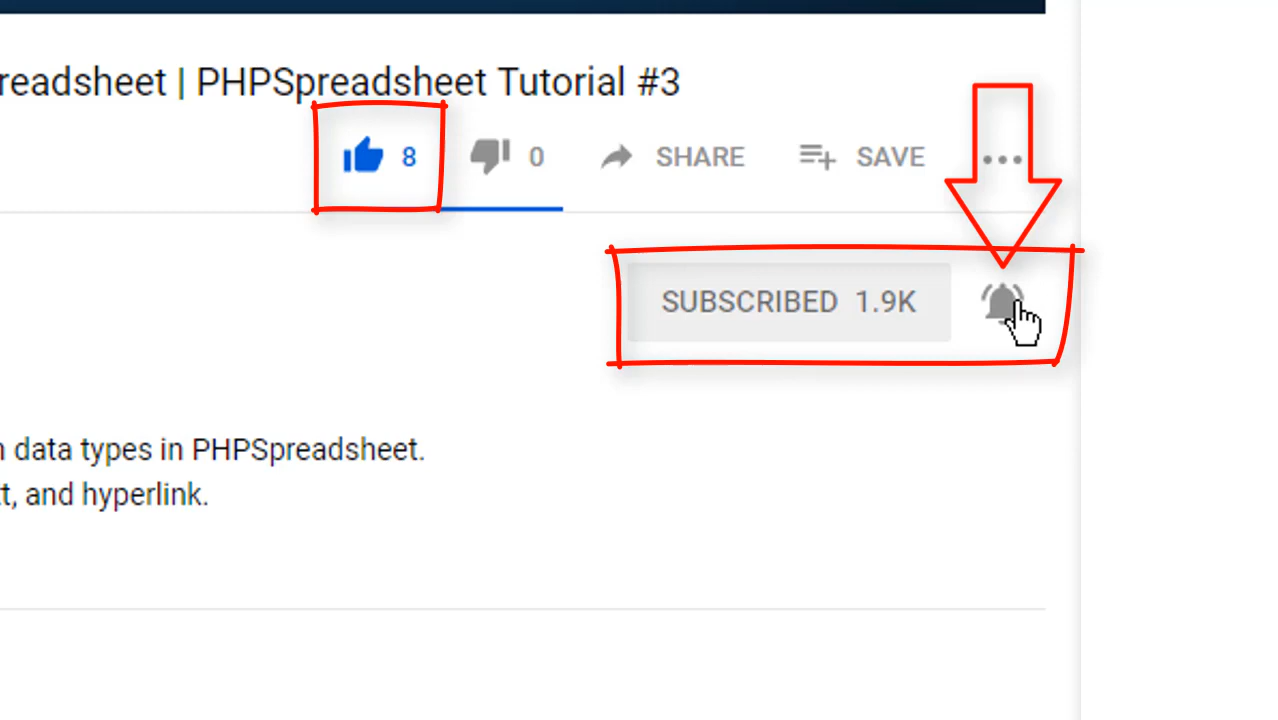 readsheet | PHPSpreadsheet Tutorial #3
8 0 SHARE SAVE
SUBSCRIBED 1.9K
data types in PHPSpreadsheet.
, and hyperlink.